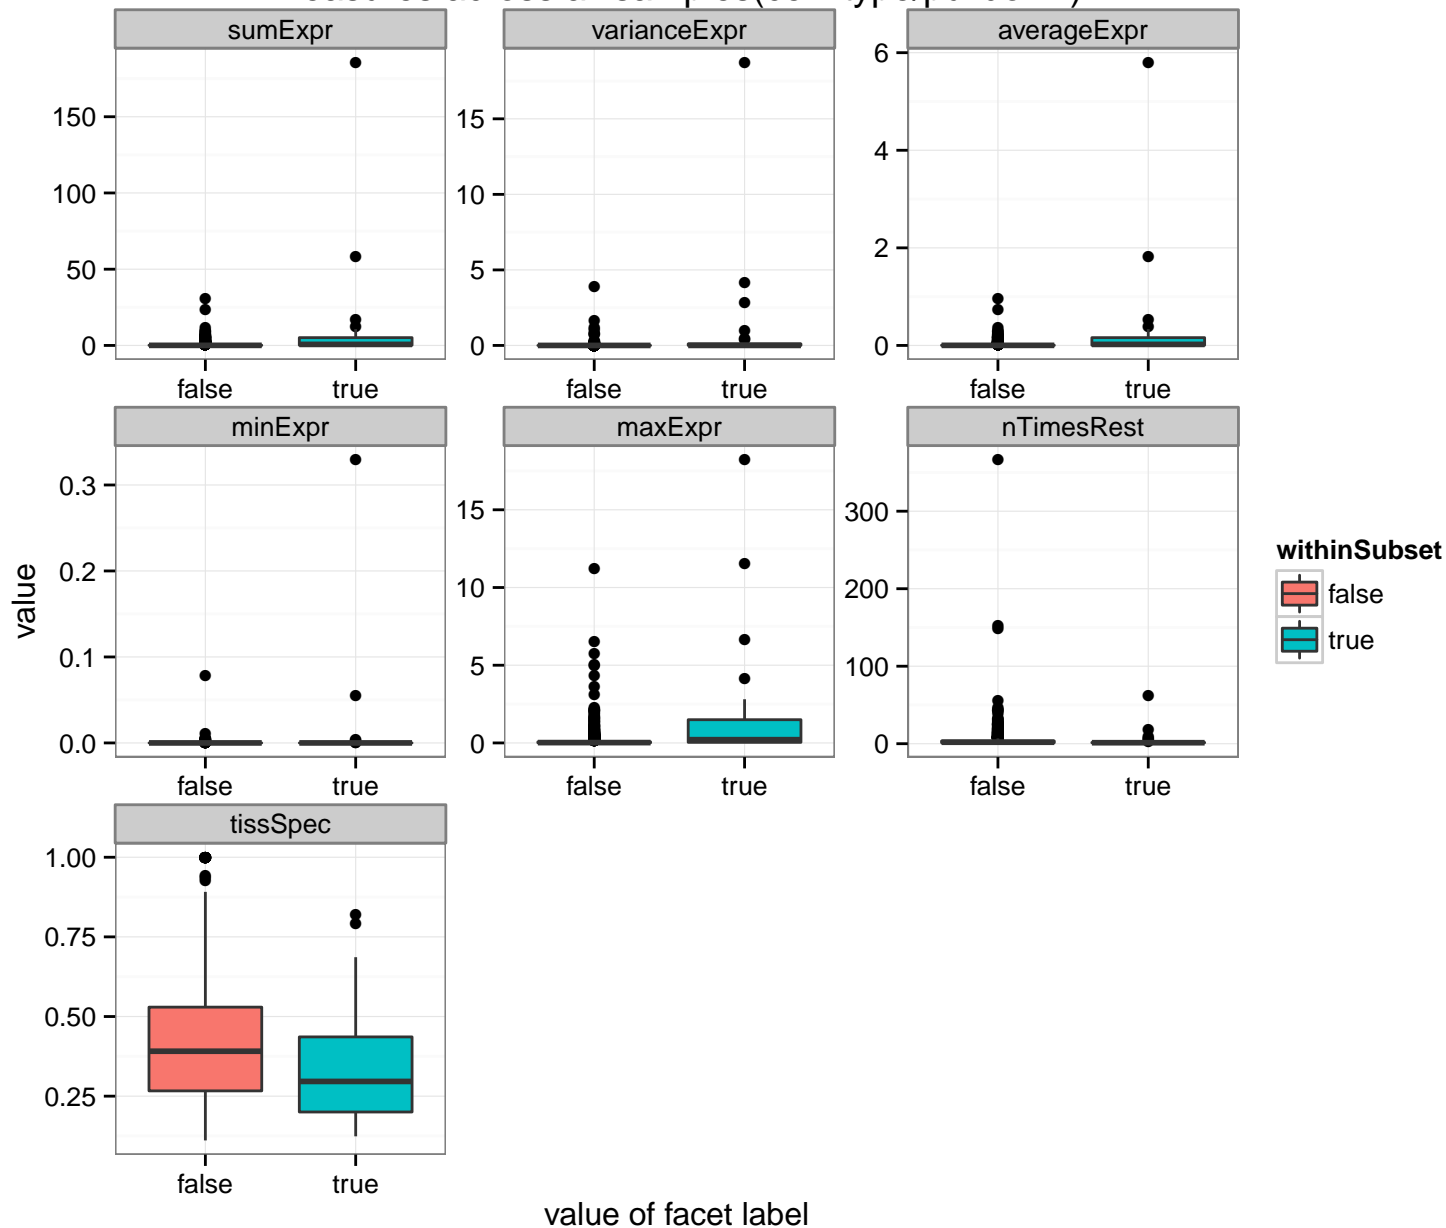 sumExpr varianceExpr averageExpr
150
100
50
0
15
10
5
0
6
4
2
0
false true false true false true
minExpr maxExpr nTimesRest
0.3
0.2
0.1
0.0
15
10
5
0
300
200
100
0
false true false true false true
tissSpec
1.00
0.75
0.50
0.25
false true
value
value of facet label
withinSubset
false
true